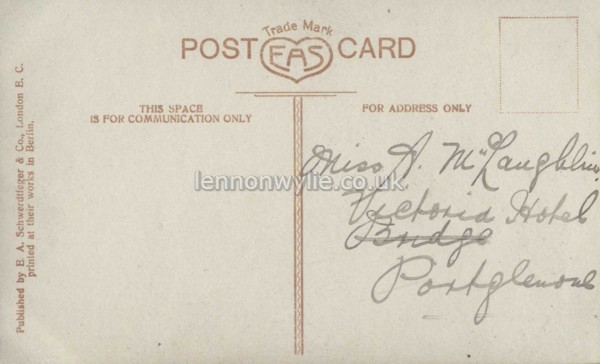 Trade Mark
POST EAS CARD
THIS SPACE
IS FOR COMMUNICATION ONLY
FOR ADDRESS ONLY
Miss A. McLaughlin
Victoria Hotel
Bridge
Portglenone
lennonwylie.co.uk
Published by E. A. Schwerdtfeger & Co., London E. C.
printed at their works in Berlin.